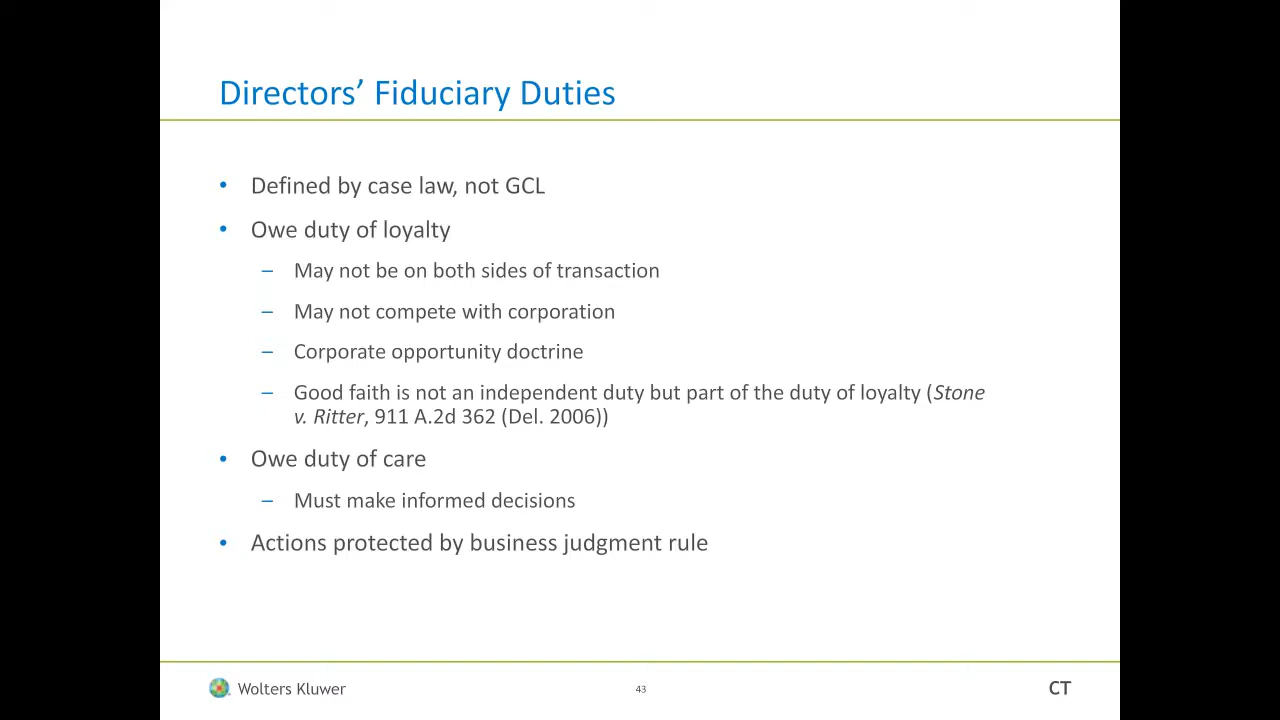 Directors’ Fiduciary Duties
• Defined by case law, not GCL
• Owe duty of loyalty
– May not be on both sides of transaction
– May not compete with corporation
– Corporate opportunity doctrine
– Good faith is not an independent duty but part of the duty of loyalty (Stone
v. Ritter, 911 A.2d 362 (Del. 2006))
• Owe duty of care
– Must make informed decisions
• Actions protected by business judgment rule
Wolters Kluwer
43
CT